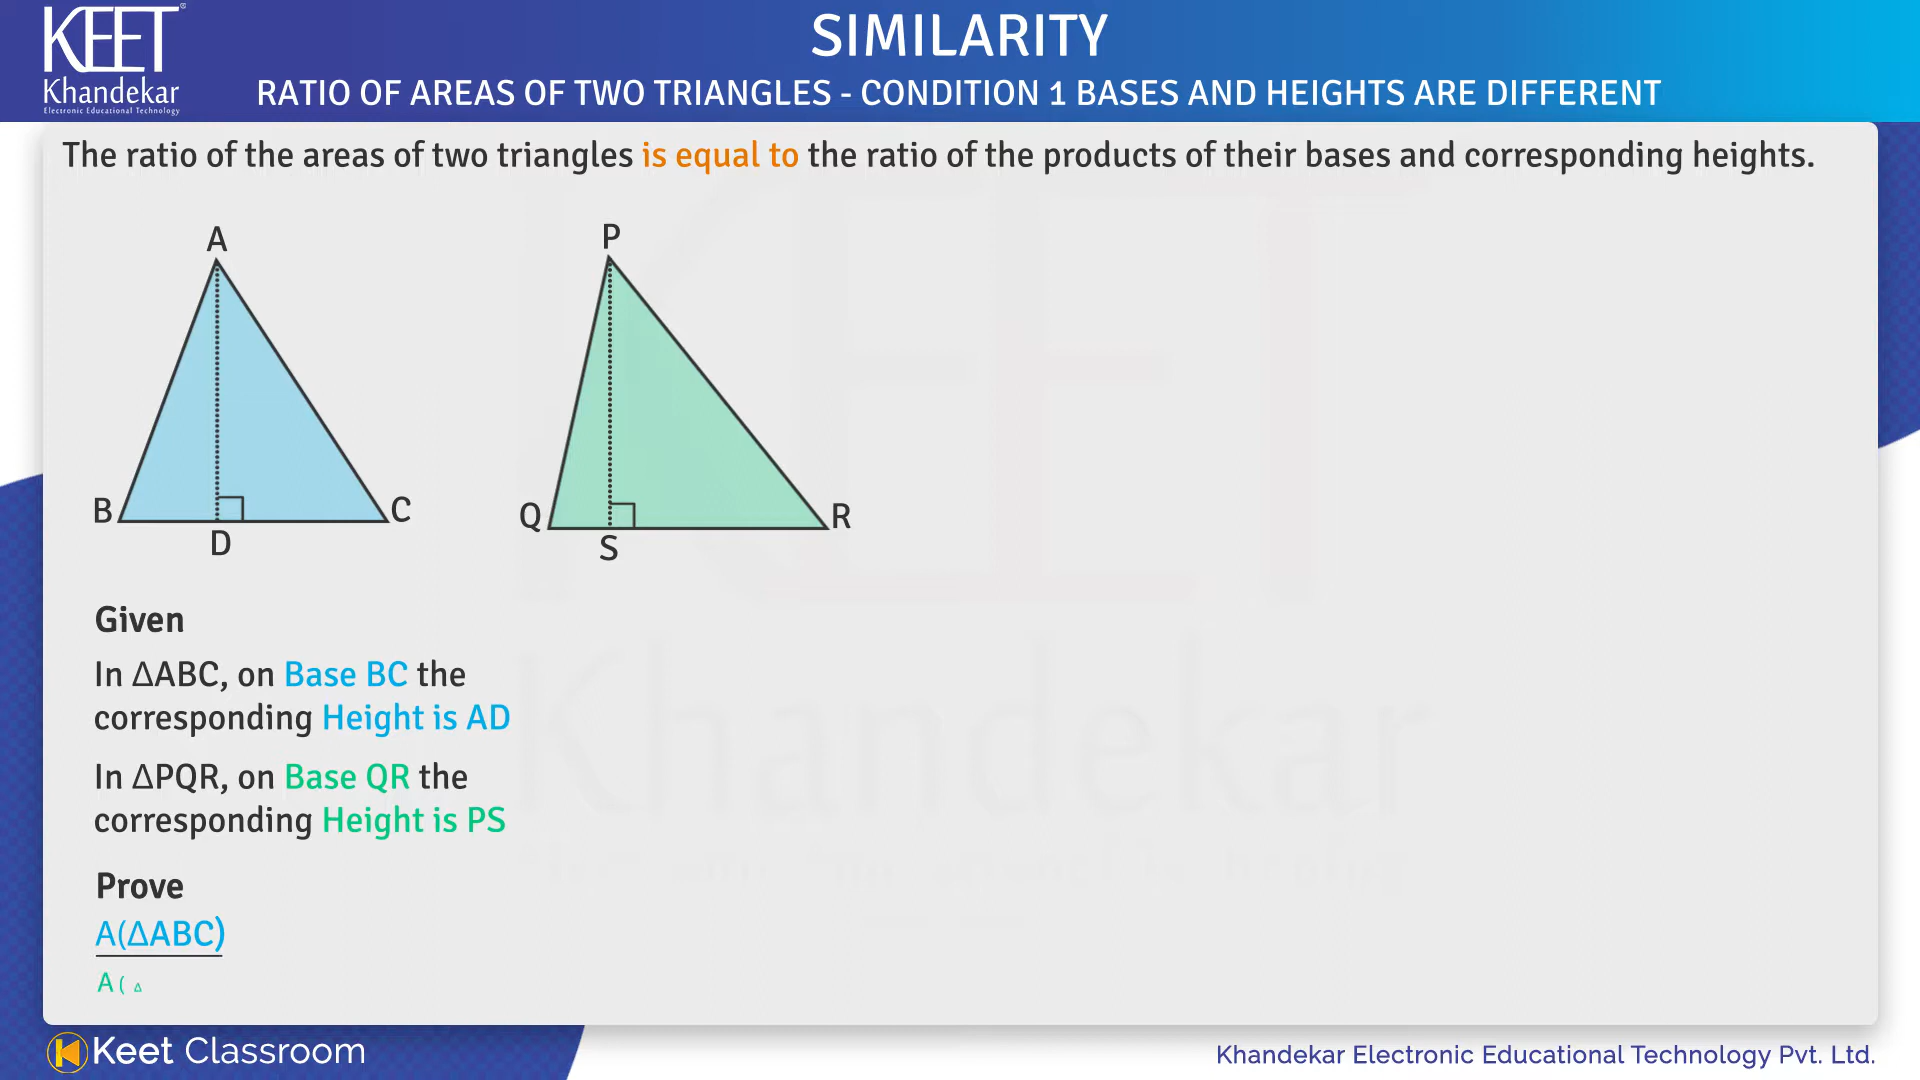 KEET
Khandekar
Electronic Educational Technology
SIMILARITY
RATIO OF AREAS OF TWO TRIANGLES - CONDITION 1 BASES AND HEIGHTS ARE DIFFERENT
The ratio of the areas of two triangles is equal to the ratio of the products of their bases and corresponding heights.
A
B
C
D
P
Q
R
S
Given
In ΔABC, on Base BC the
corresponding Height is AD
In ΔPQR, on Base QR the
corresponding Height is PS
Prove
A(ΔABC)
A( Δ
Keet Classroom
Khandekar Electronic Educational Technology Pvt. Ltd.
KEET
Khandekar